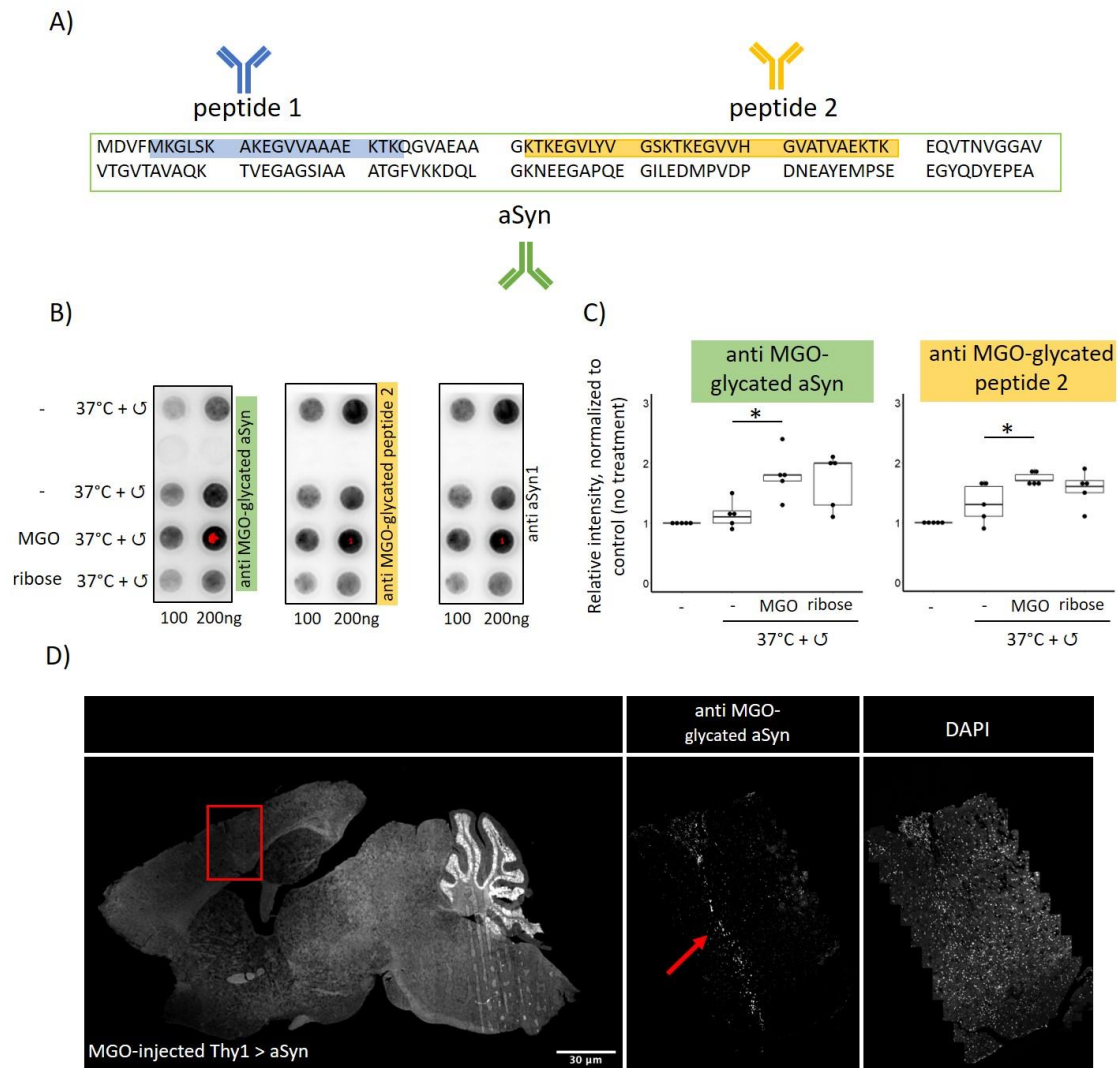 A)
peptide 1
peptide 2
MDVFMKGLSK AKEGVVAAAE KTKQGVAEAA GKTKEGVLYV GSKTKEGVVH GVATVAEKTK EQVTNVGGAV
VTGVTAVAQK TVEGAGSIAA ATGFVKKDQL GKNEEGAPQE GILEDMPVDP DNEAYEMPSE EGYQDYEPEA
aSyn
B)
- 37°C + ↺
- 37°C + ↺
MGO 37°C + ↺
ribose 37°C + ↺
100 200ng
anti MGO-glycated aSyn
100 200ng
anti MGO-glycated peptide 2
100 200ng
anti aSyn1
C)
anti MGO-
glycated aSyn
anti MGO-glycated
peptide 2
Relative intensity, normalized to
control (no treatment)
3
2
1
0
*
- - MGO ribose
37°C + ↺
3
2
1
0
*
- - MGO ribose
37°C + ↺
D)
anti MGO-
glycated aSyn
DAPI
MGO-injected Thy1 > aSyn
30 µm